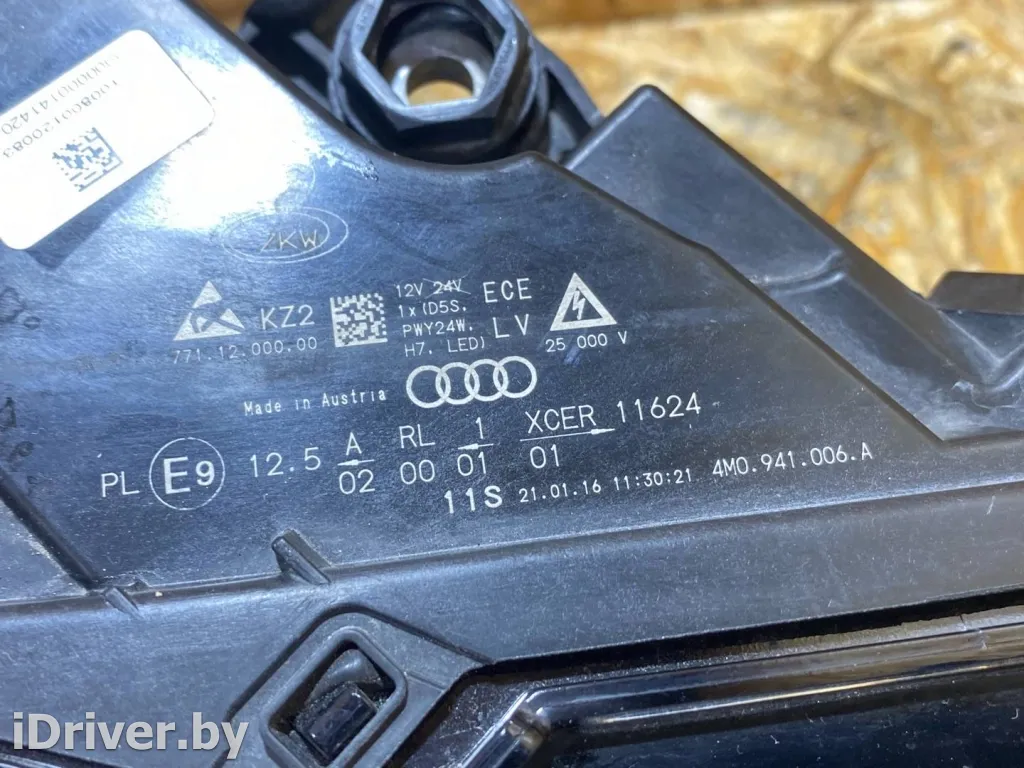 100800120083
ZKW
KZ2
771.12.000.00
12V 24V
1x (D5S,
PWY24W,
H7, LED)
ECE
LV
25 000 V
Made in Austria
PL E9 12.5 A RL 1 XCER 11624
02 00 01 01
11S 21.01.16 11:30:21 4M0.941.006.A
iDriver.by